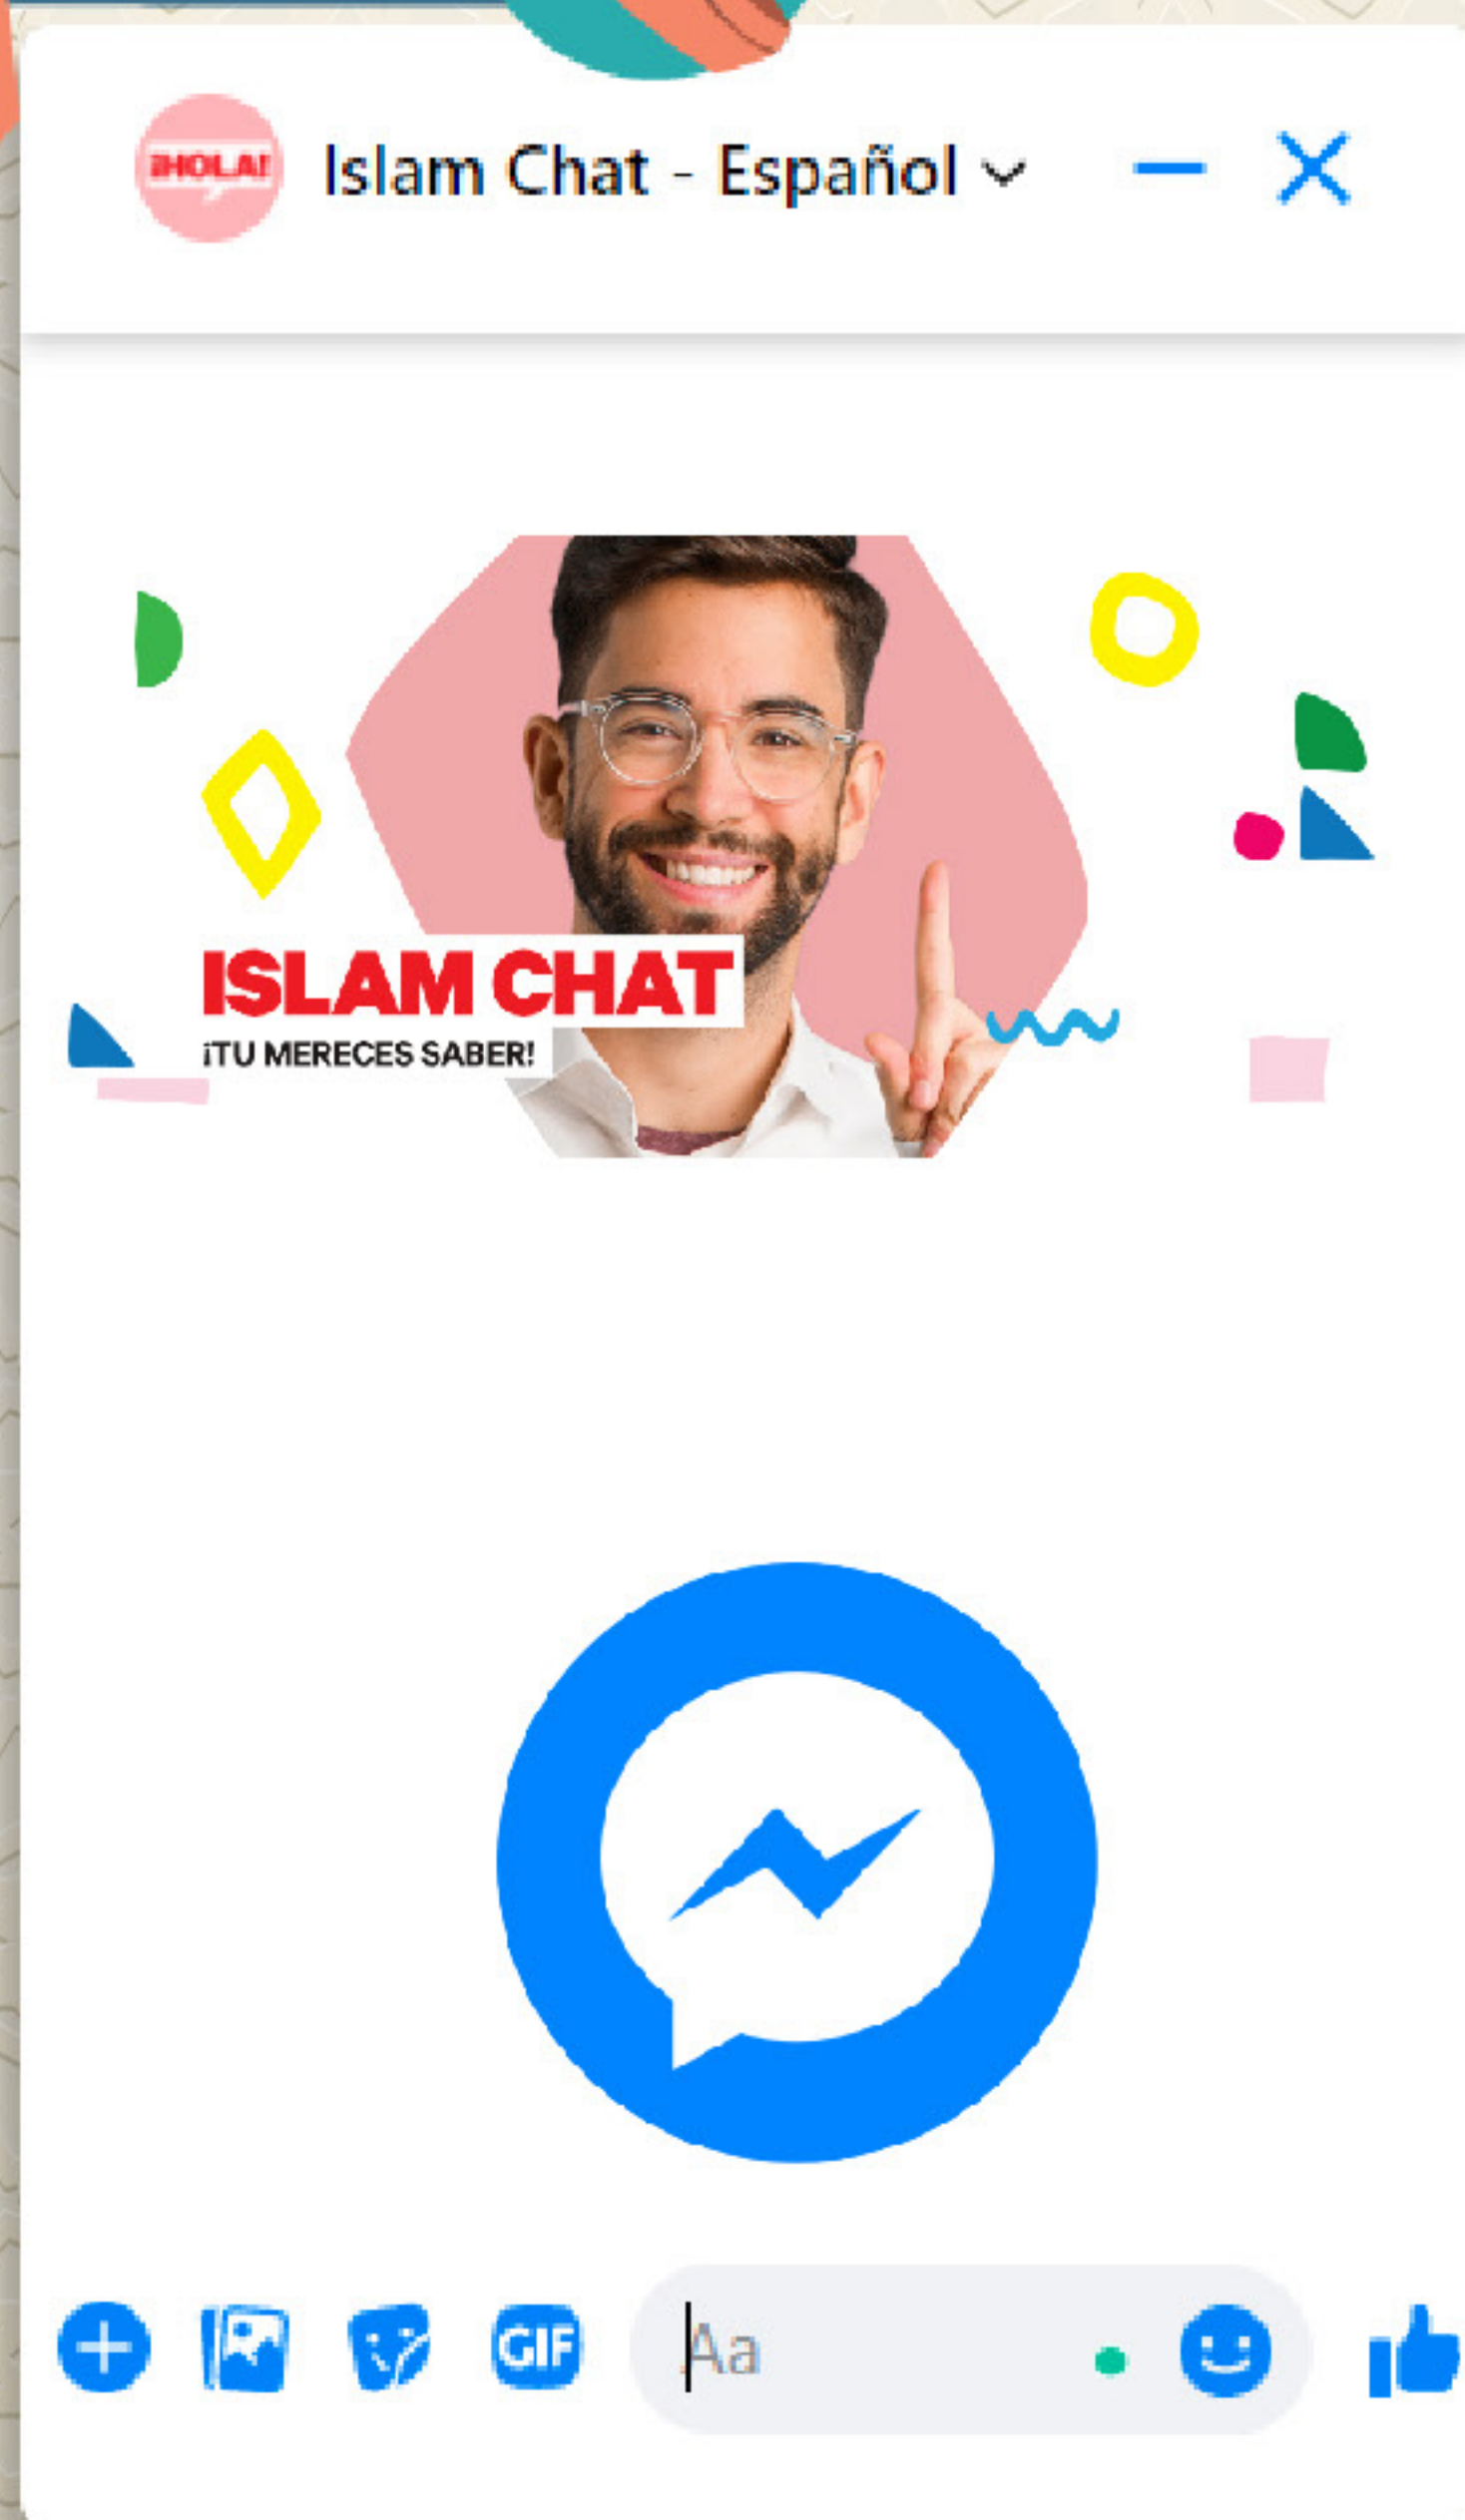 ¡HOLA!
Islam Chat - Español
ISLAM CHAT
¡TU MERECES SABER!
GIF
Aa